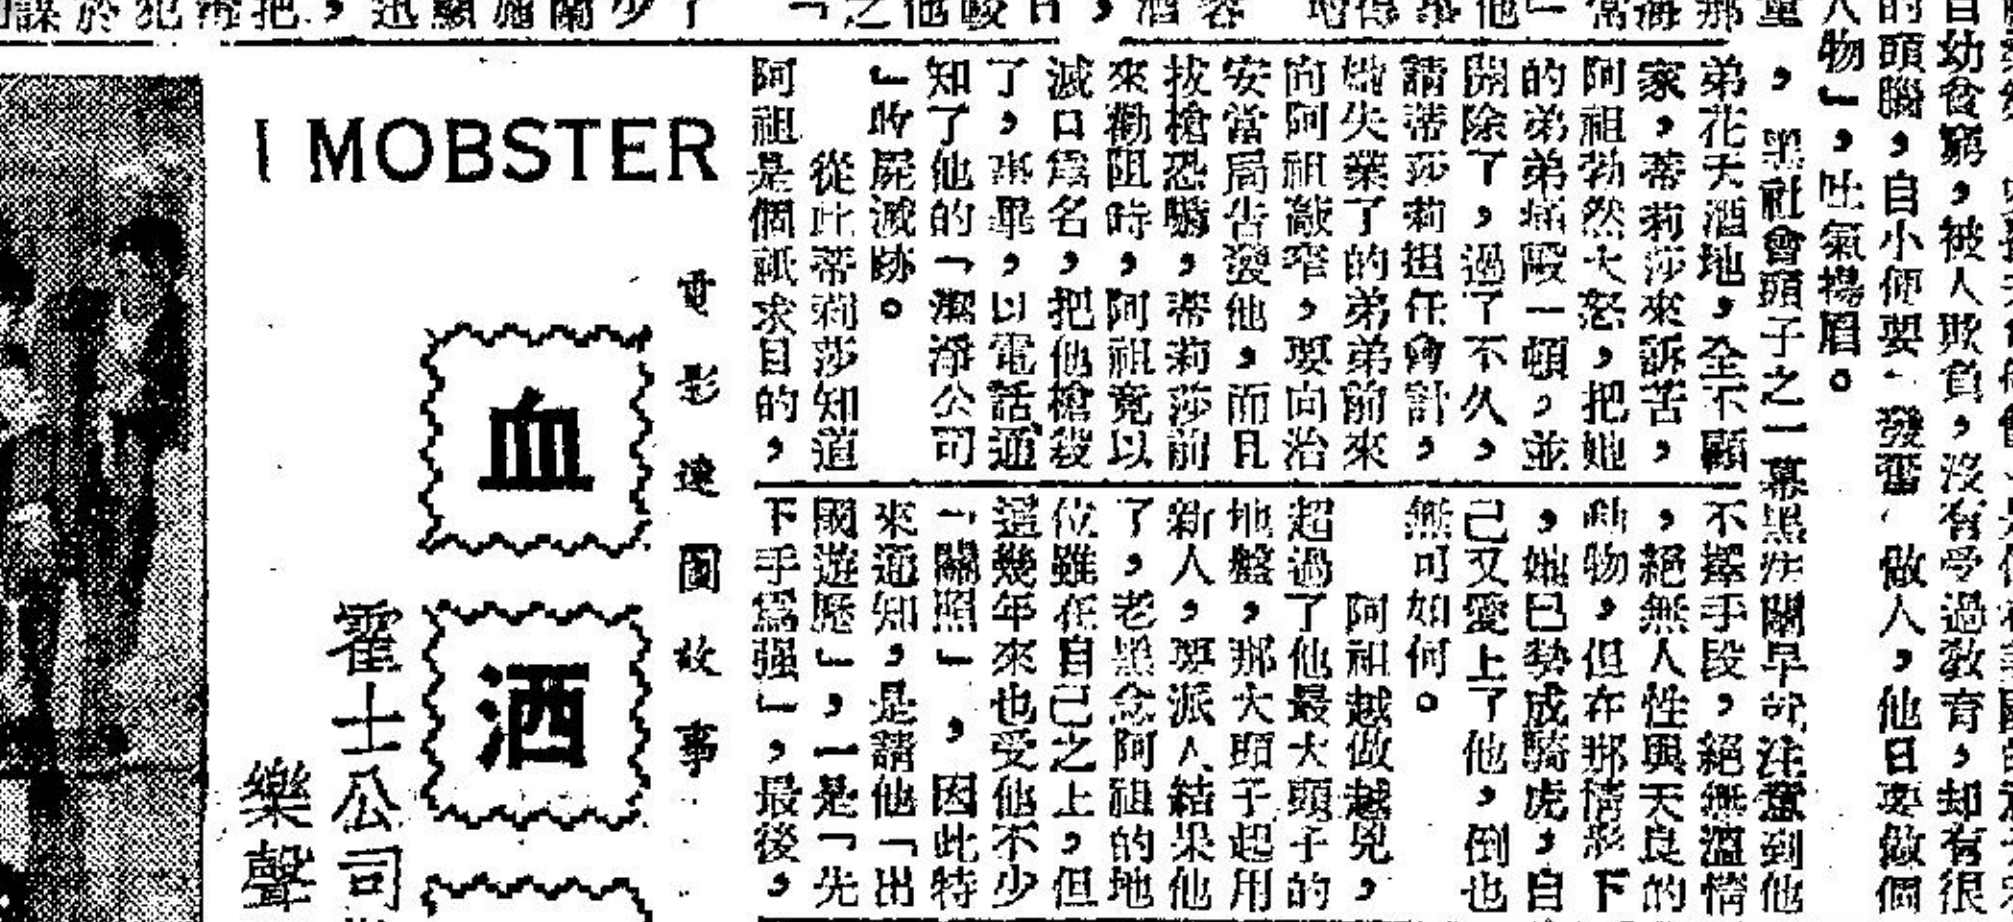 自幼貧窮，被人欺負，沒有受過教育，却有很
的頭腦，自小便要 發奮 做人，他日要做個
人物」，吐氣揚眉。
，黑社會頭子之一幕黑 關早 注意到他
弟花天酒地，全不顧
家，蒂莉莎來訴苦，
阿祖勃然大怒，把她
的弟弟痛毆一頓，並
開除了，過了不久，
請蒂莎莉担任會計，
她失業了的弟弟前來
向阿祖敲窄，要向治
安當局告發他，而且
拔槍恐嚇，蒂莉莎前
來勸阻時，阿祖竟以
滅口爲名，把他槍殺
了，事畢，以電話通
知了他的「潔淨公司
」收屍滅跡。
從此蒂莉莎知道
阿祖是個祇求目的，
不擇手段，絕無溫情
，絕無人性與天良的
動物，但在那情形下
，她已勢成騎虎，自
己又愛上了他，倒也
無可如何。
阿祖越做越兇，
超過了他最大頭子的
地盤，那大頭子起用
新人，要派人結果他
了，老黑念阿祖的地
位雖在自己之上，但
這幾年來也受他不少
「關照」，因此特
來通知，是請他「出
國遊歷」，一是「先
下手爲强」，最後，
I MOBSTER
電影連圖故事
血
酒
霍士公司
樂聲